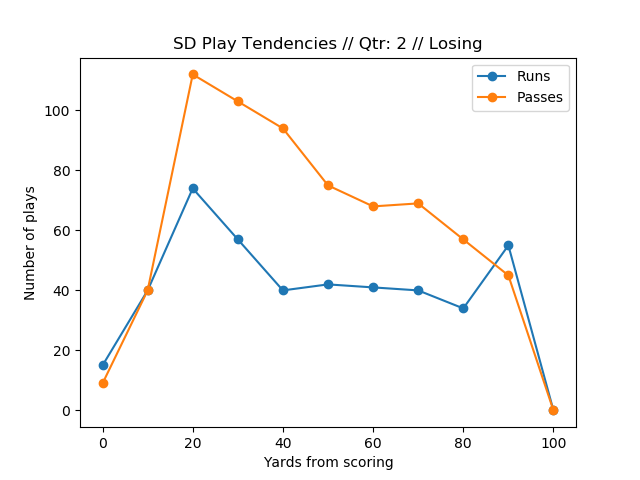 SD Play Tendencies // Qtr: 2 // Losing
Runs
Passes
Number of plays
100
80
60
40
20
0
0 20 40 60 80 100
Yards from scoring